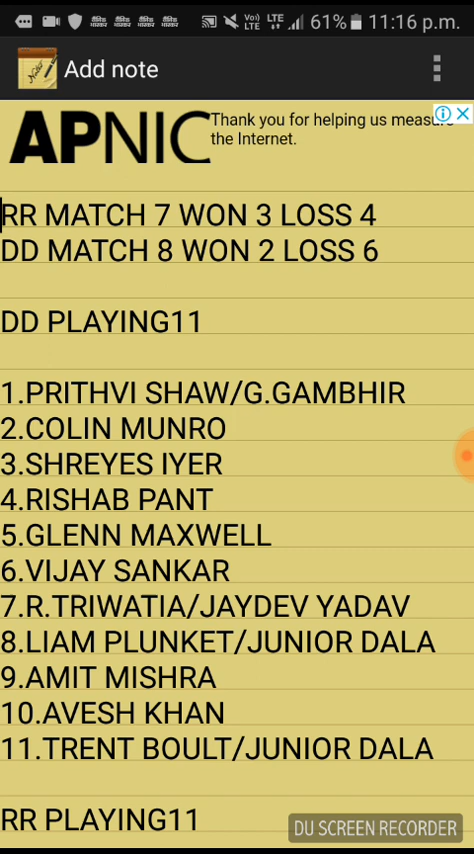 Vo)) LTE LTE 61% 11:16 p.m.
Add note
APNIC
Thank you for helping us measure
the Internet.
RR MATCH 7 WON 3 LOSS 4
DD MATCH 8 WON 2 LOSS 6
DD PLAYING11
1.PRITHVI SHAW/G.GAMBHIR
2.COLIN MUNRO
3.SHREYES IYER
4.RISHAB PANT
5.GLENN MAXWELL
6.VIJAY SANKAR
7.R.TRIWATIA/JAYDEV YADAV
8.LIAM PLUNKET/JUNIOR DALA
9.AMIT MISHRA
10.AVESH KHAN
11.TRENT BOULT/JUNIOR DALA
RR PLAYING11
DU SCREEN RECORDER